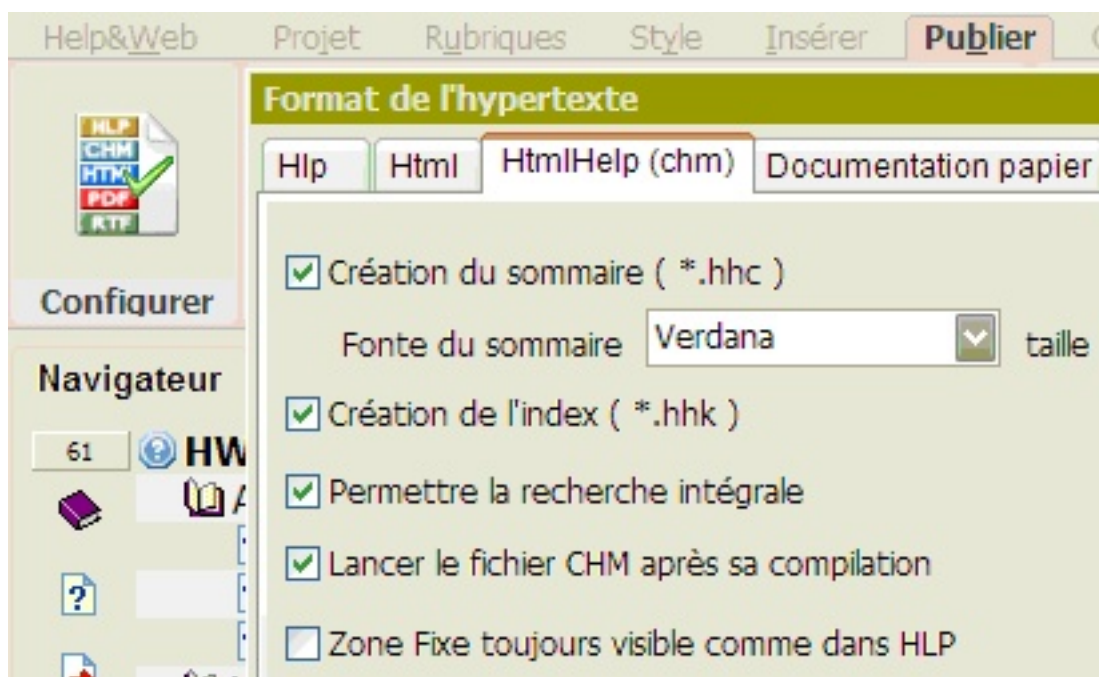 Help&Web Projet Rubriques Style Insérer Publier
Format de l'hypertexte
HLP
CHM
HTML
PDF
RTF
Hlp Html HtmlHelp (chm) Documentation papier
Création du sommaire ( *.hhc )
Configurer
Fonte du sommaire Verdana taille
Navigateur
Création de l'index ( *.hhk )
61 HW
Permettre la recherche intégrale
Lancer le fichier CHM après sa compilation
Zone Fixe toujours visible comme dans HLP